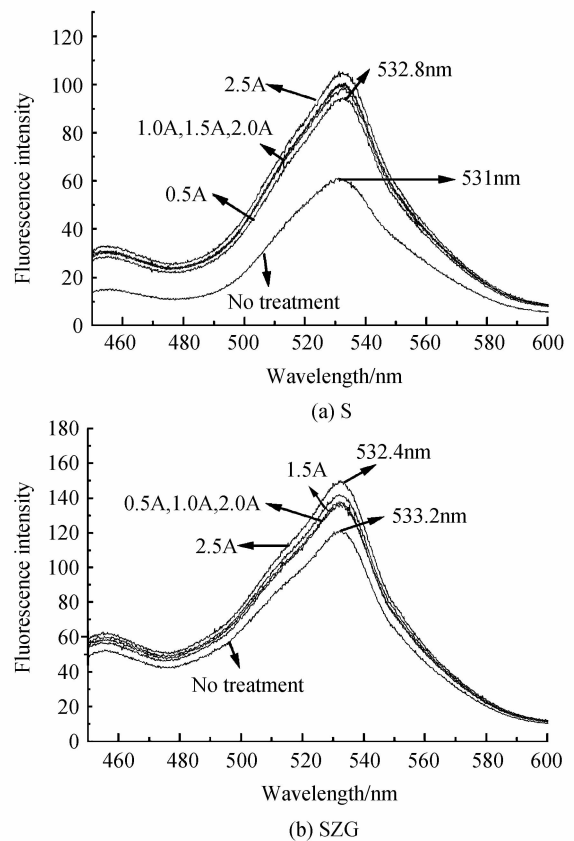 120
100
80
60
40
20
0
Fluorescence intensity
532.8nm
2.5A
1.0A,1.5A,2.0A
0.5A
531nm
No treatment
460 480 500 520 540 560 580 600
Wavelength/nm
(a) S
180
160
140
120
100
80
60
40
20
0
Fluorescence intensity
532.4nm
1.5A
0.5A,1.0A,2.0A
533.2nm
2.5A
No treatment
460 480 500 520 540 560 580 600
Wavelength/nm
(b) SZG